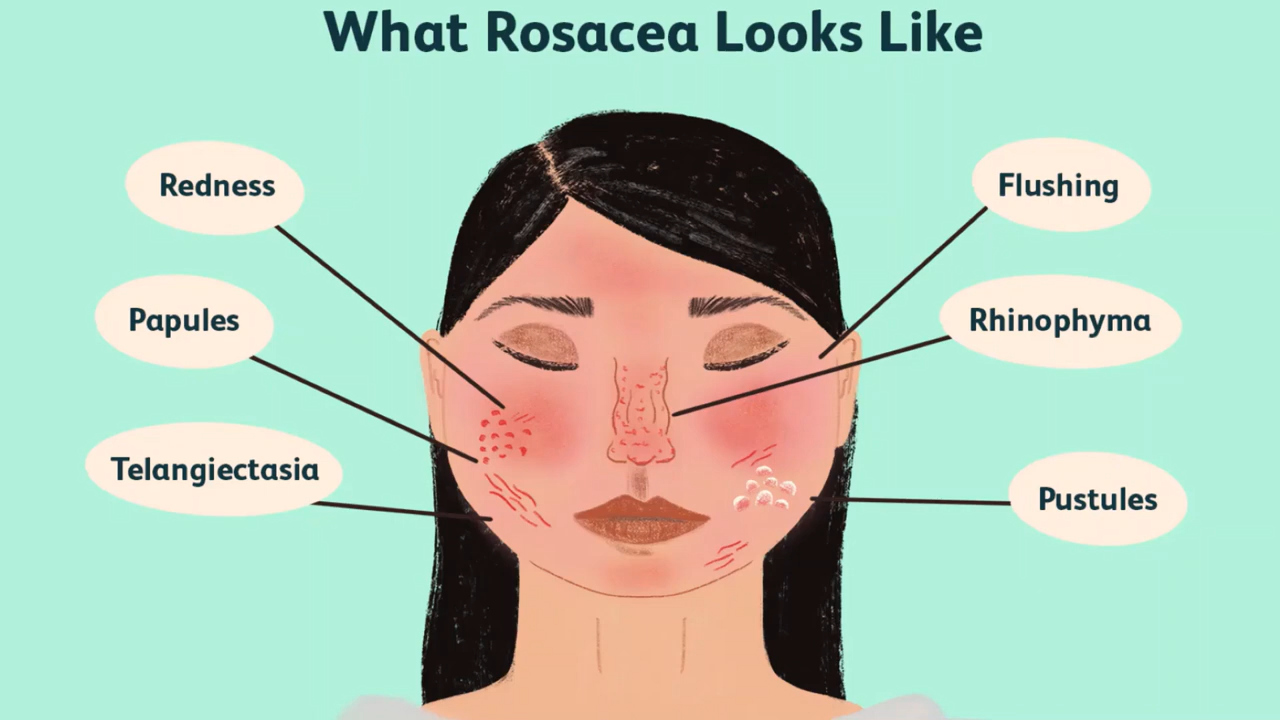 What Rosacea Looks Like
Redness
Flushing
Papules
Rhinophyma
Telangiectasia
Pustules